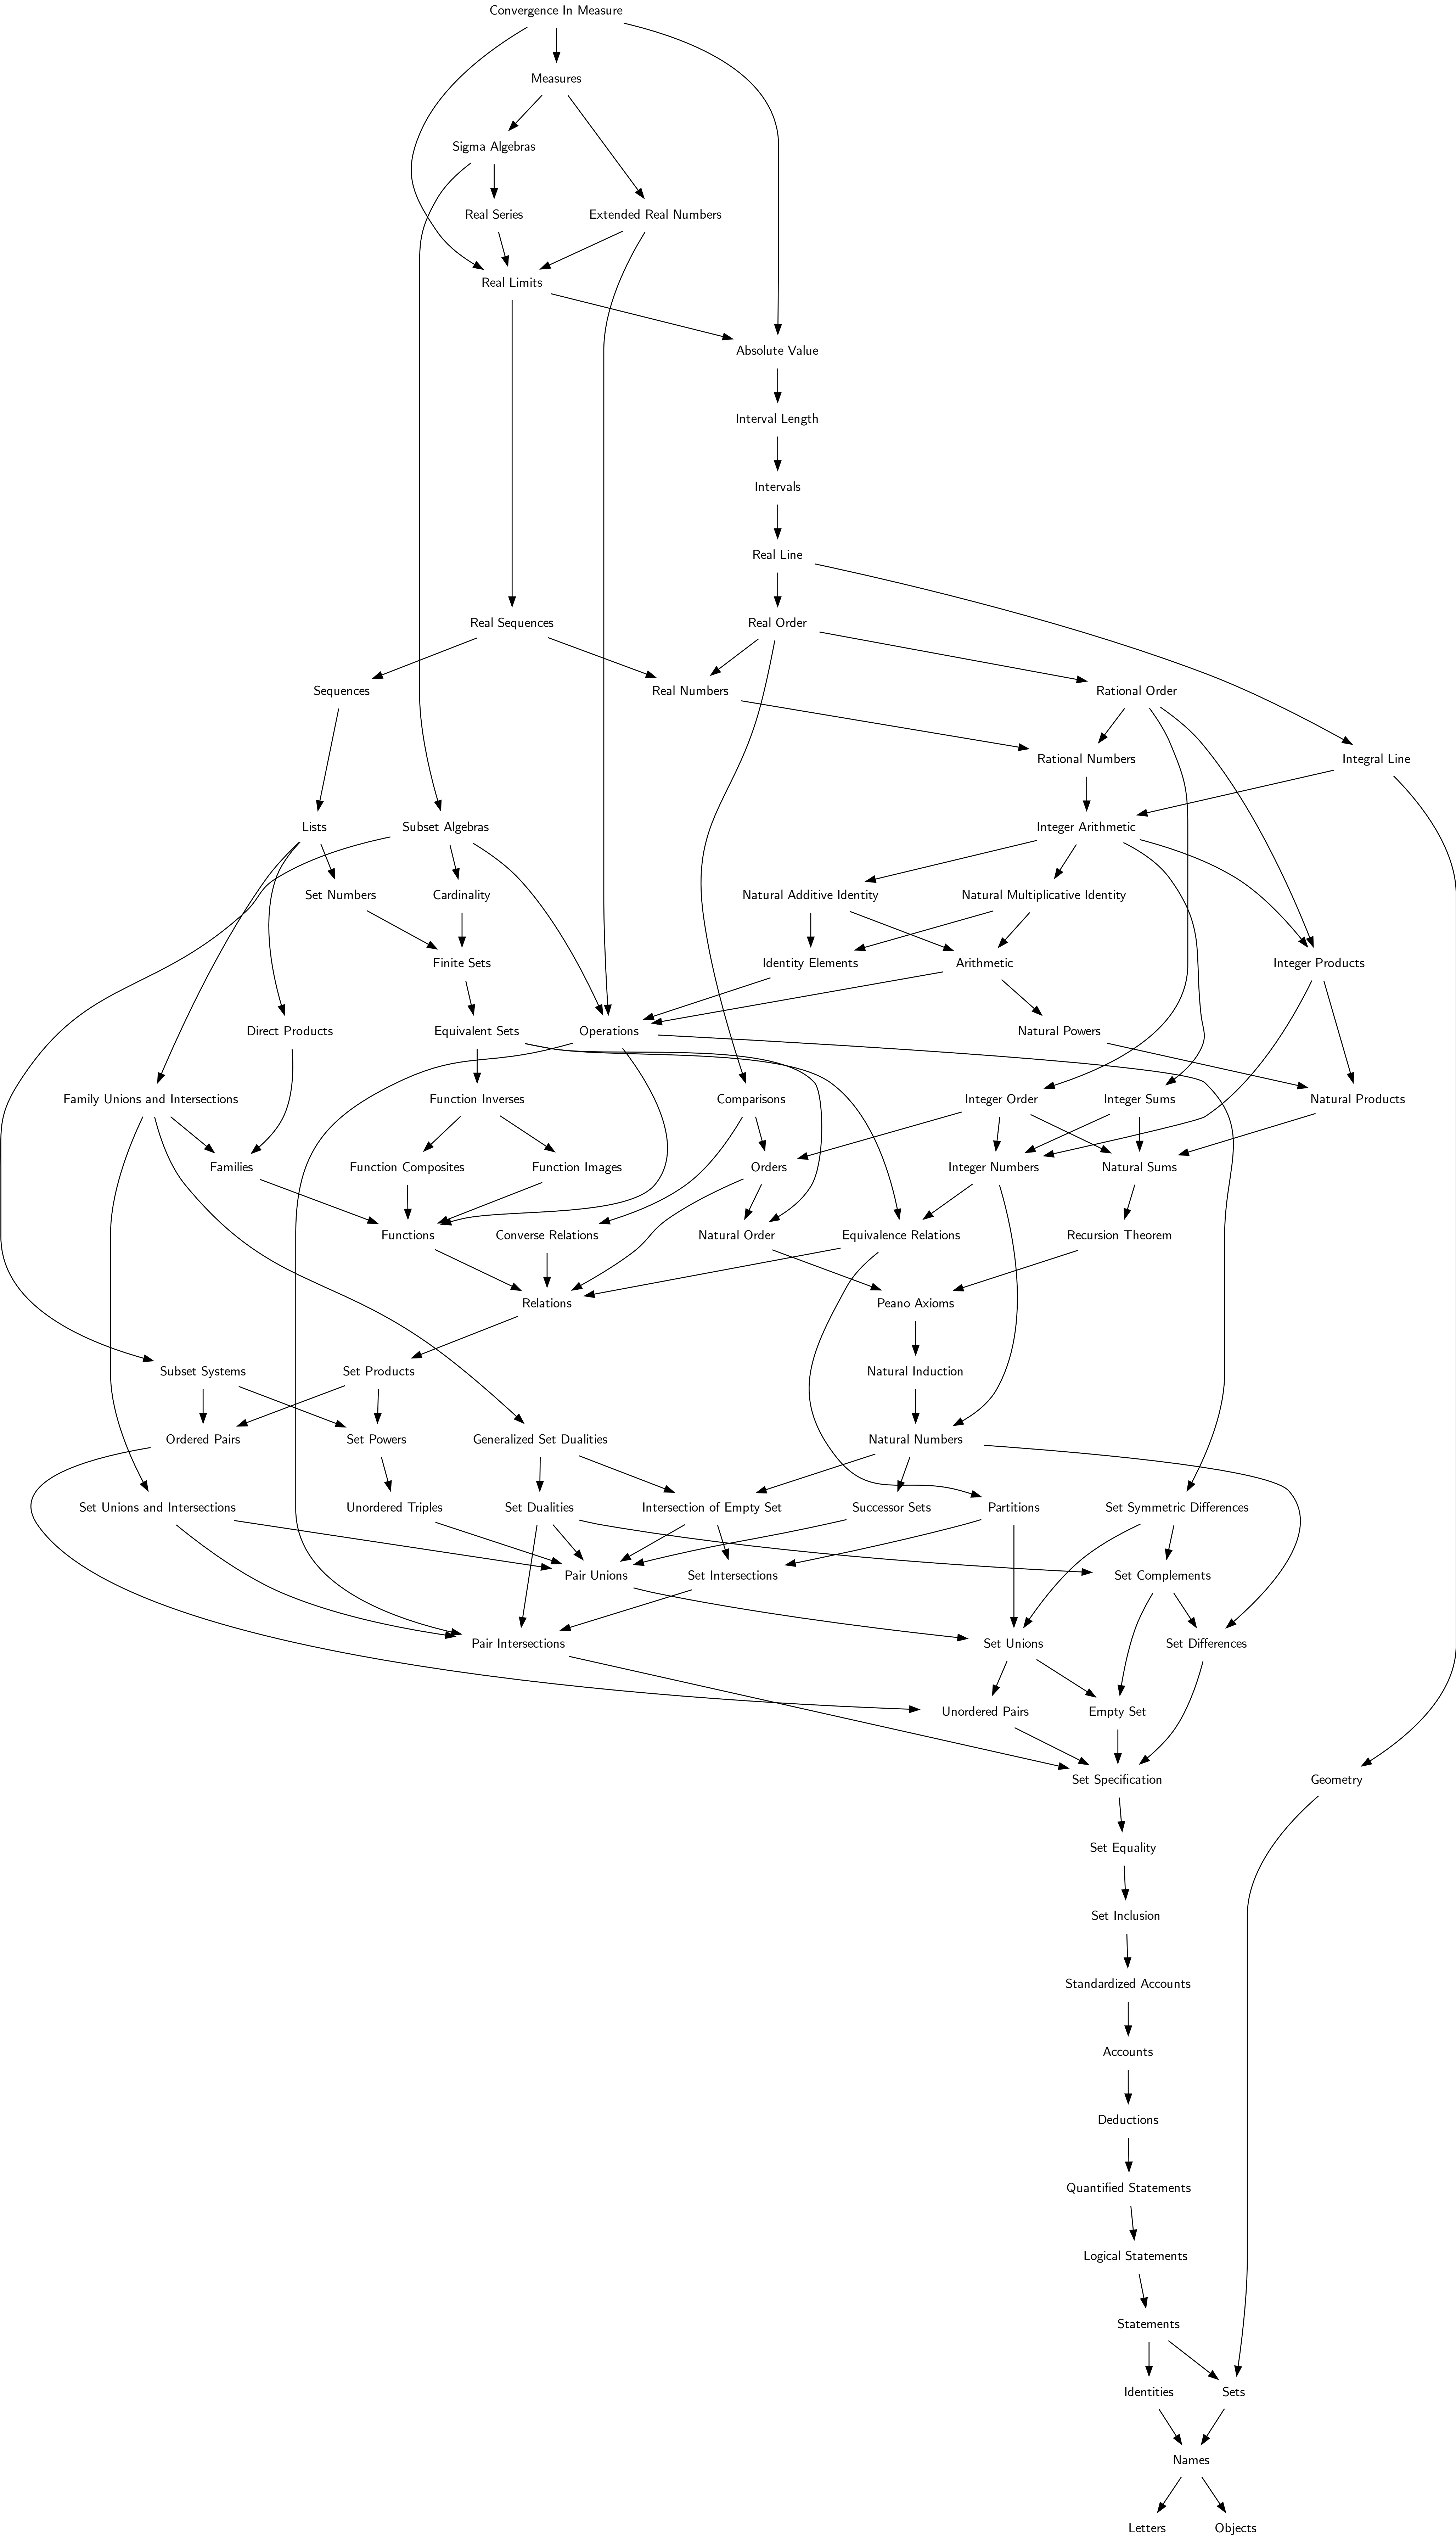 Convergence In Measure
Measures
Sigma Algebras
Real Series
Extended Real Numbers
Real Limits
Absolute Value
Interval Length
Intervals
Real Line
Real Sequences
Real Order
Sequences
Real Numbers
Rational Order
Rational Numbers
Integral Line
Lists
Subset Algebras
Integer Arithmetic
Set Numbers
Cardinality
Natural Additive Identity
Natural Multiplicative Identity
Finite Sets
Identity Elements
Arithmetic
Integer Products
Direct Products
Equivalent Sets
Operations
Natural Powers
Family Unions and Intersections
Function Inverses
Comparisons
Integer Order
Integer Sums
Natural Products
Families
Function Composites
Function Images
Orders
Integer Numbers
Natural Sums
Functions
Converse Relations
Natural Order
Equivalence Relations
Recursion Theorem
Relations
Peano Axioms
Subset Systems
Set Products
Natural Induction
Ordered Pairs
Set Powers
Generalized Set Dualities
Natural Numbers
Set Unions and Intersections
Unordered Triples
Set Dualities
Intersection of Empty Set
Successor Sets
Partitions
Set Symmetric Differences
Pair Unions
Set Intersections
Set Complements
Pair Intersections
Set Unions
Set Differences
Unordered Pairs
Empty Set
Set Specification
Geometry
Set Equality
Set Inclusion
Standardized Accounts
Accounts
Deductions
Quantified Statements
Logical Statements
Statements
Identities
Sets
Names
Letters
Objects